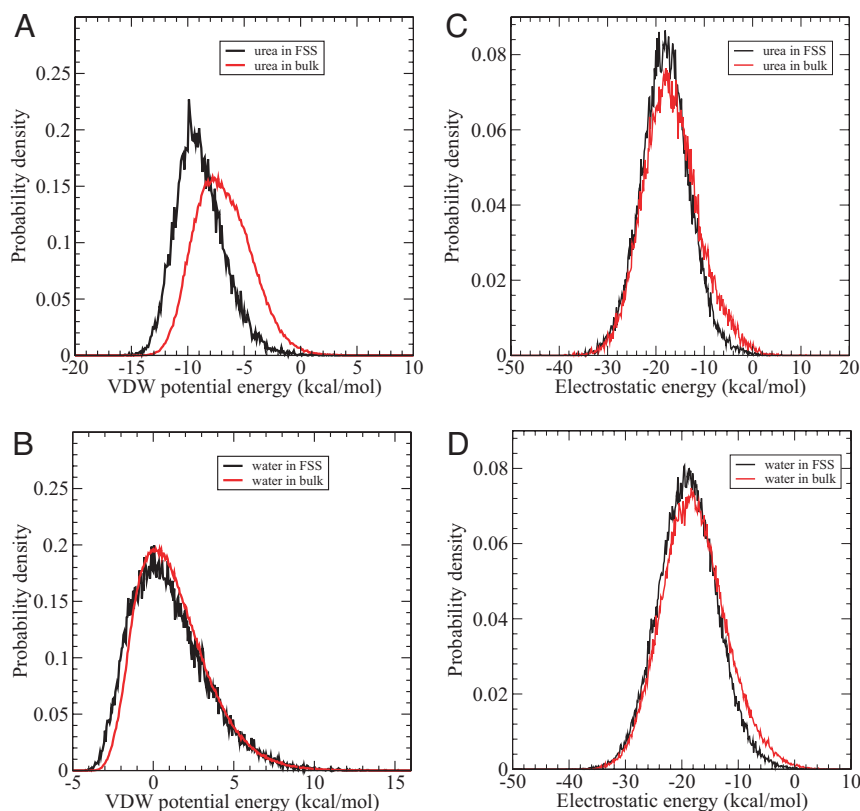 A
urea in FSS
urea in bulk
0.25
0.2
0.15
0.1
0.05
0
Probability density
-20 -15 -10 -5 0 5 10
VDW potential energy (kcal/mol)
C
urea in FSS
urea in bulk
0.08
0.06
0.04
0.02
0
Probability density
-50 -40 -30 -20 -10 0 10 20
Electrostatic energy (kcal/mol)
B
water in FSS
water in bulk
0.25
0.2
0.15
0.1
0.05
0
Probability density
-5 0 5 10 15
VDW potential energy (kcal/mol)
D
water in FSS
water in bulk
0.08
0.06
0.04
0.02
0
Probability density
-50 -40 -30 -20 -10 0 10
Electrostatic energy (kcal/mol)